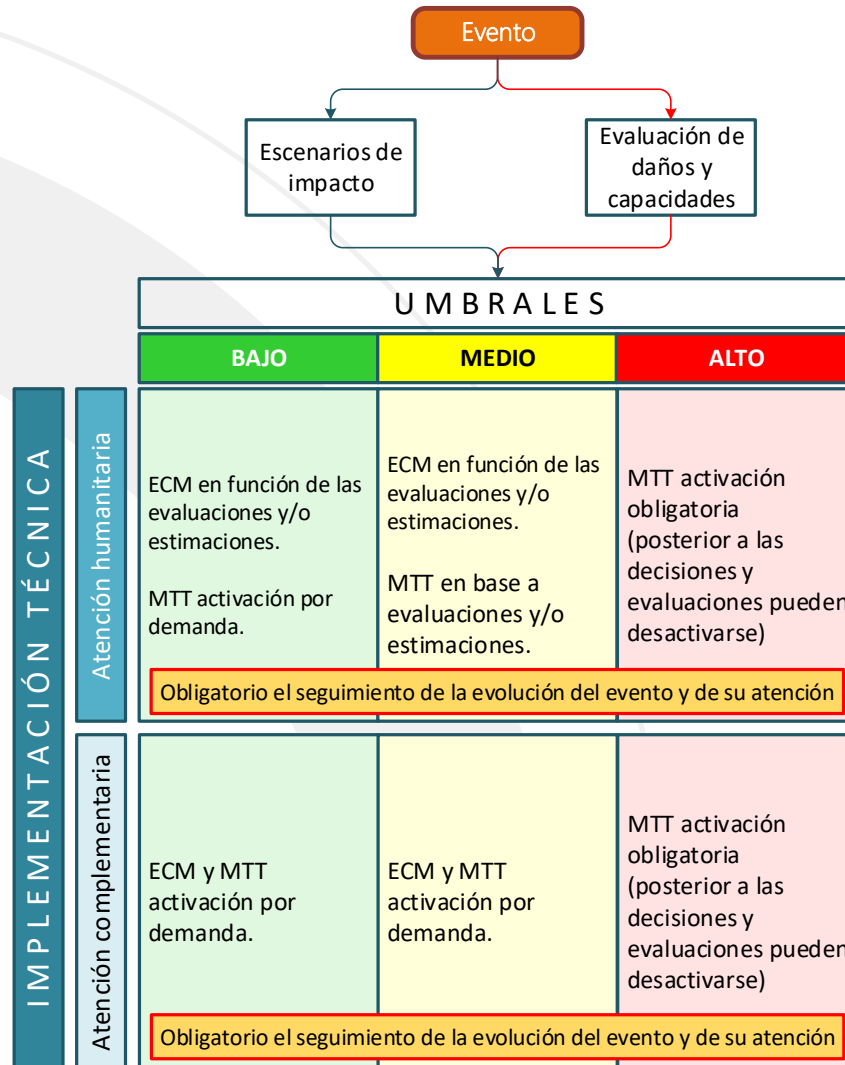 Evento
Escenarios de
impacto
Evaluación de
daños y
capacidades
UMBRALES
BAJO
MEDIO
ALTO
IMPLEMENTACIÓN TÉCNICA
Atención humanitaria
ECM en función de las
evaluaciones y/o
estimaciones.
MTT activación por
demanda.
ECM en función de las
evaluaciones y/o
estimaciones.
MTT en base a
evaluaciones y/o
estimaciones.
MTT activación
obligatoria
(posterior a las
decisiones y
evaluaciones pueden
desactivarse)
Obligatorio el seguimiento de la evolución del evento y de su atención
Atención complementaria
ECM y MTT
activación por
demanda.
ECM y MTT
activación por
demanda.
MTT activación
obligatoria
(posterior a las
decisiones y
evaluaciones pueden
desactivarse)
Obligatorio el seguimiento de la evolución del evento y de su atención